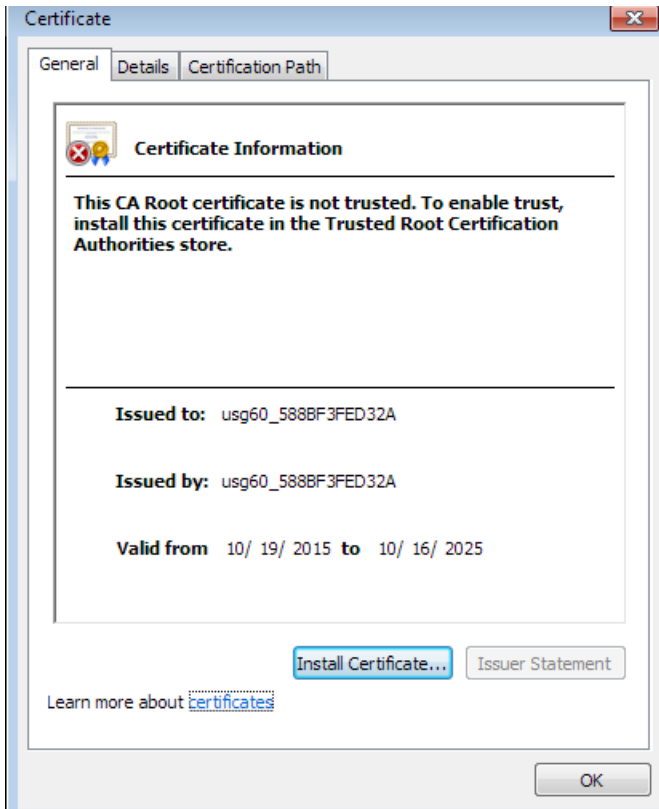 Certificate
General
Details
Certification Path
Certificate Information
This CA Root certificate is not trusted. To enable trust,
install this certificate in the Trusted Root Certification
Authorities store.
Issued to: usg60_588BF3FED32A
Issued by: usg60_588BF3FED32A
Valid from 10/ 19/ 2015 to 10/ 16/ 2025
Install Certificate...
Issuer Statement
Learn more about certificates
OK